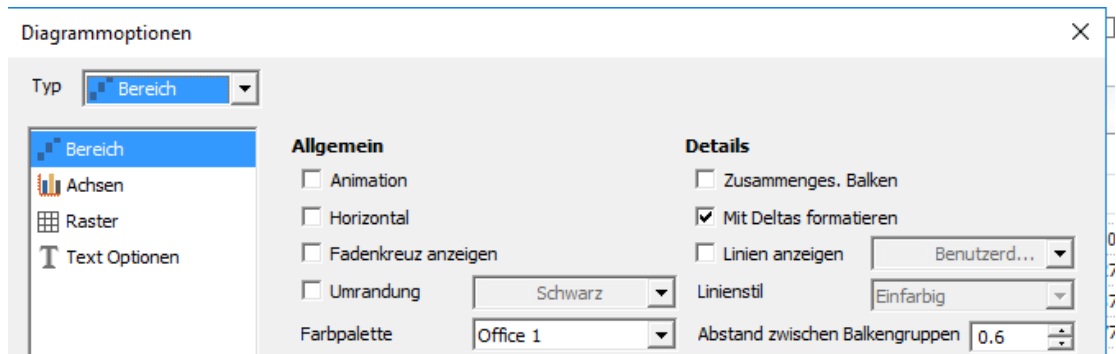 Diagrammoptionen
Typ Bereich
Bereich
Achsen
Raster
Text Optionen
Allgemein
Animation
Horizontal
Fadenkreuz anzeigen
Umrandung Schwarz
Farbpalette Office 1
Details
Zusammenges. Balken
Mit Deltas formatieren
Linien anzeigen Benutzerd...
Linienstil Einfarbig
Abstand zwischen Balkengruppen 0.6